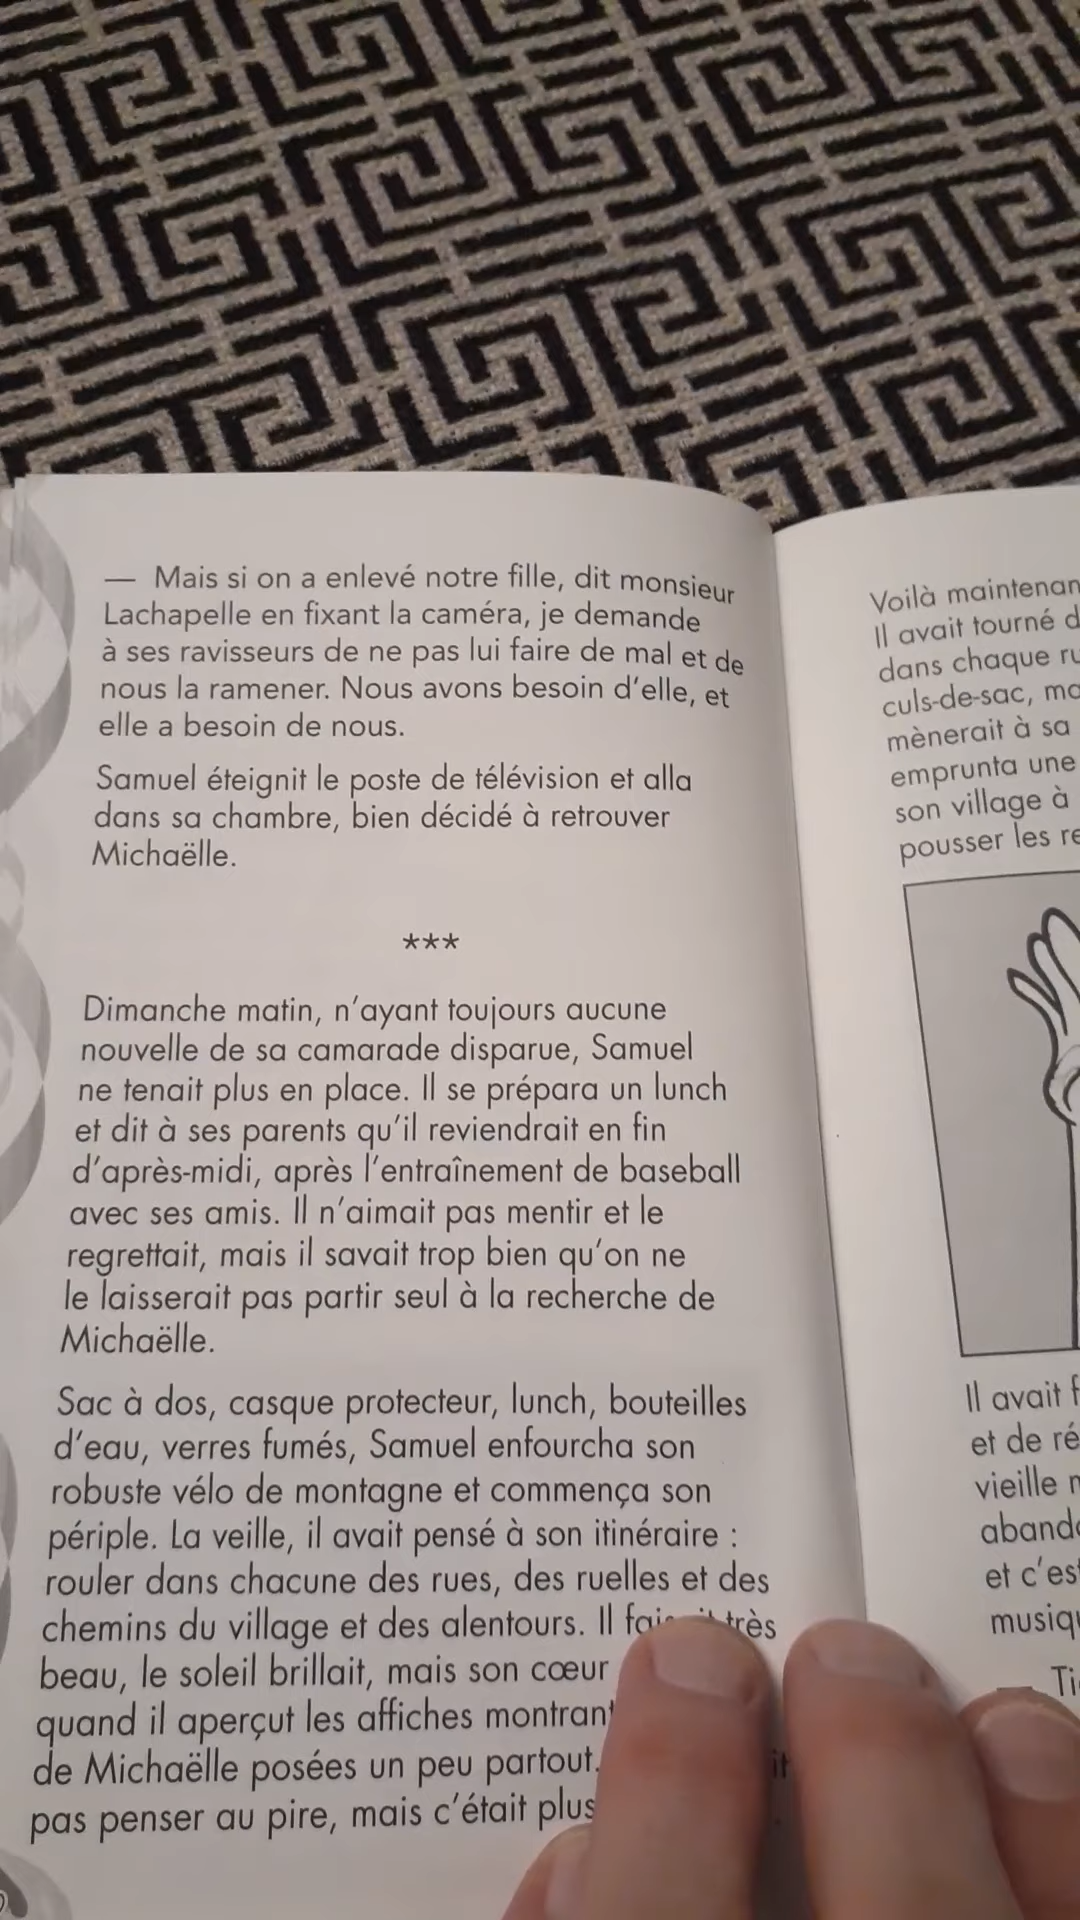 — Mais si on a enlevé notre fille, dit monsieur
Lachapelle en fixant la caméra, je demande
à ses ravisseurs de ne pas lui faire de mal et de
nous la ramener. Nous avons besoin d'elle, et
elle a besoin de nous.
Samuel éteignit le poste de télévision et alla
dans sa chambre, bien décidé à retrouver
Michaëlle.
***
Dimanche matin, n'ayant toujours aucune
nouvelle de sa camarade disparue, Samuel
ne tenait plus en place. Il se prépara un lunch
et dit à ses parents qu'il reviendrait en fin
d'après-midi, après l'entraînement de baseball
avec ses amis. Il n'aimait pas mentir et le
regrettait, mais il savait trop bien qu'on ne
le laisserait pas partir seul à la recherche de
Michaëlle.
Sac à dos, casque protecteur, lunch, bouteilles
d'eau, verres fumés, Samuel enfourcha son
robuste vélo de montagne et commença son
périple. La veille, il avait pensé à son itinéraire :
rouler dans chacune des rues, des ruelles et des
chemins du village et des alentours. Il très
beau, le soleil brillait, mais son cœur
quand il aperçut les affiches
de Michaëlle posées un peu partout.
pas penser au pire, mais c'était plus
Voilà
Il avait tourné
dans chaque
culs-de-sac,
mènerait à sa
emprunta une
son village à
pousser les
Il avait
et de
vieille
et